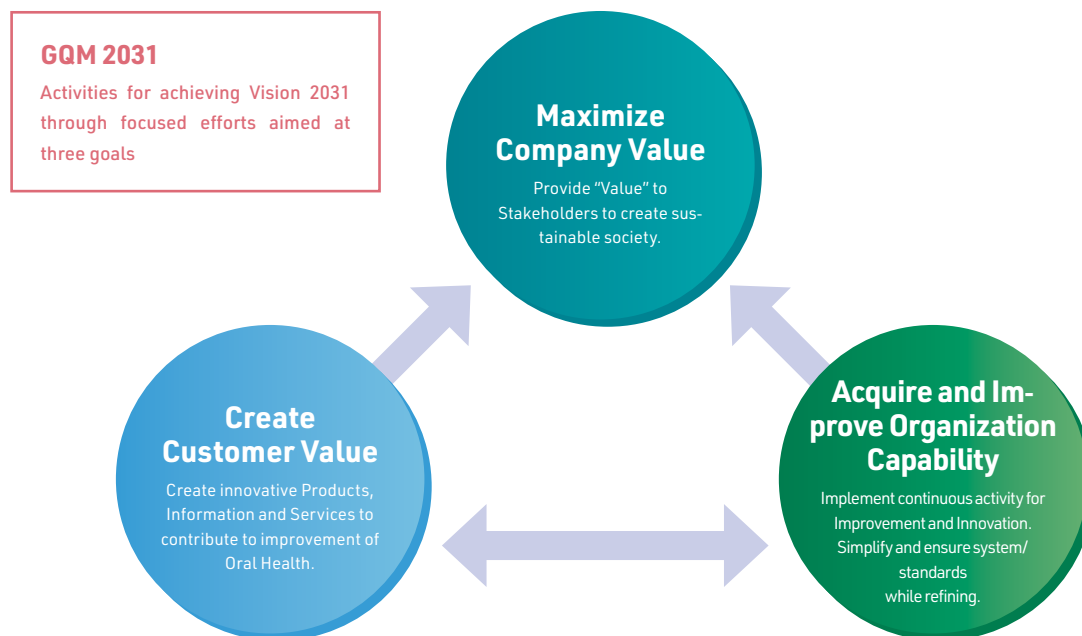 GQM 2031
Activities for achieving Vision 2031
through focused efforts aimed at
three goals
Maximize
Company Value
Provide “Value” to
Stakeholders to create sus-
tainable society.
Create
Customer Value
Create innovative Products,
Information and Services to
contribute to improvement of
Oral Health.
Acquire and Im-
prove Organization
Capability
Implement continuous activity for
Improvement and Innovation.
Simplify and ensure system/
standards
while refining.